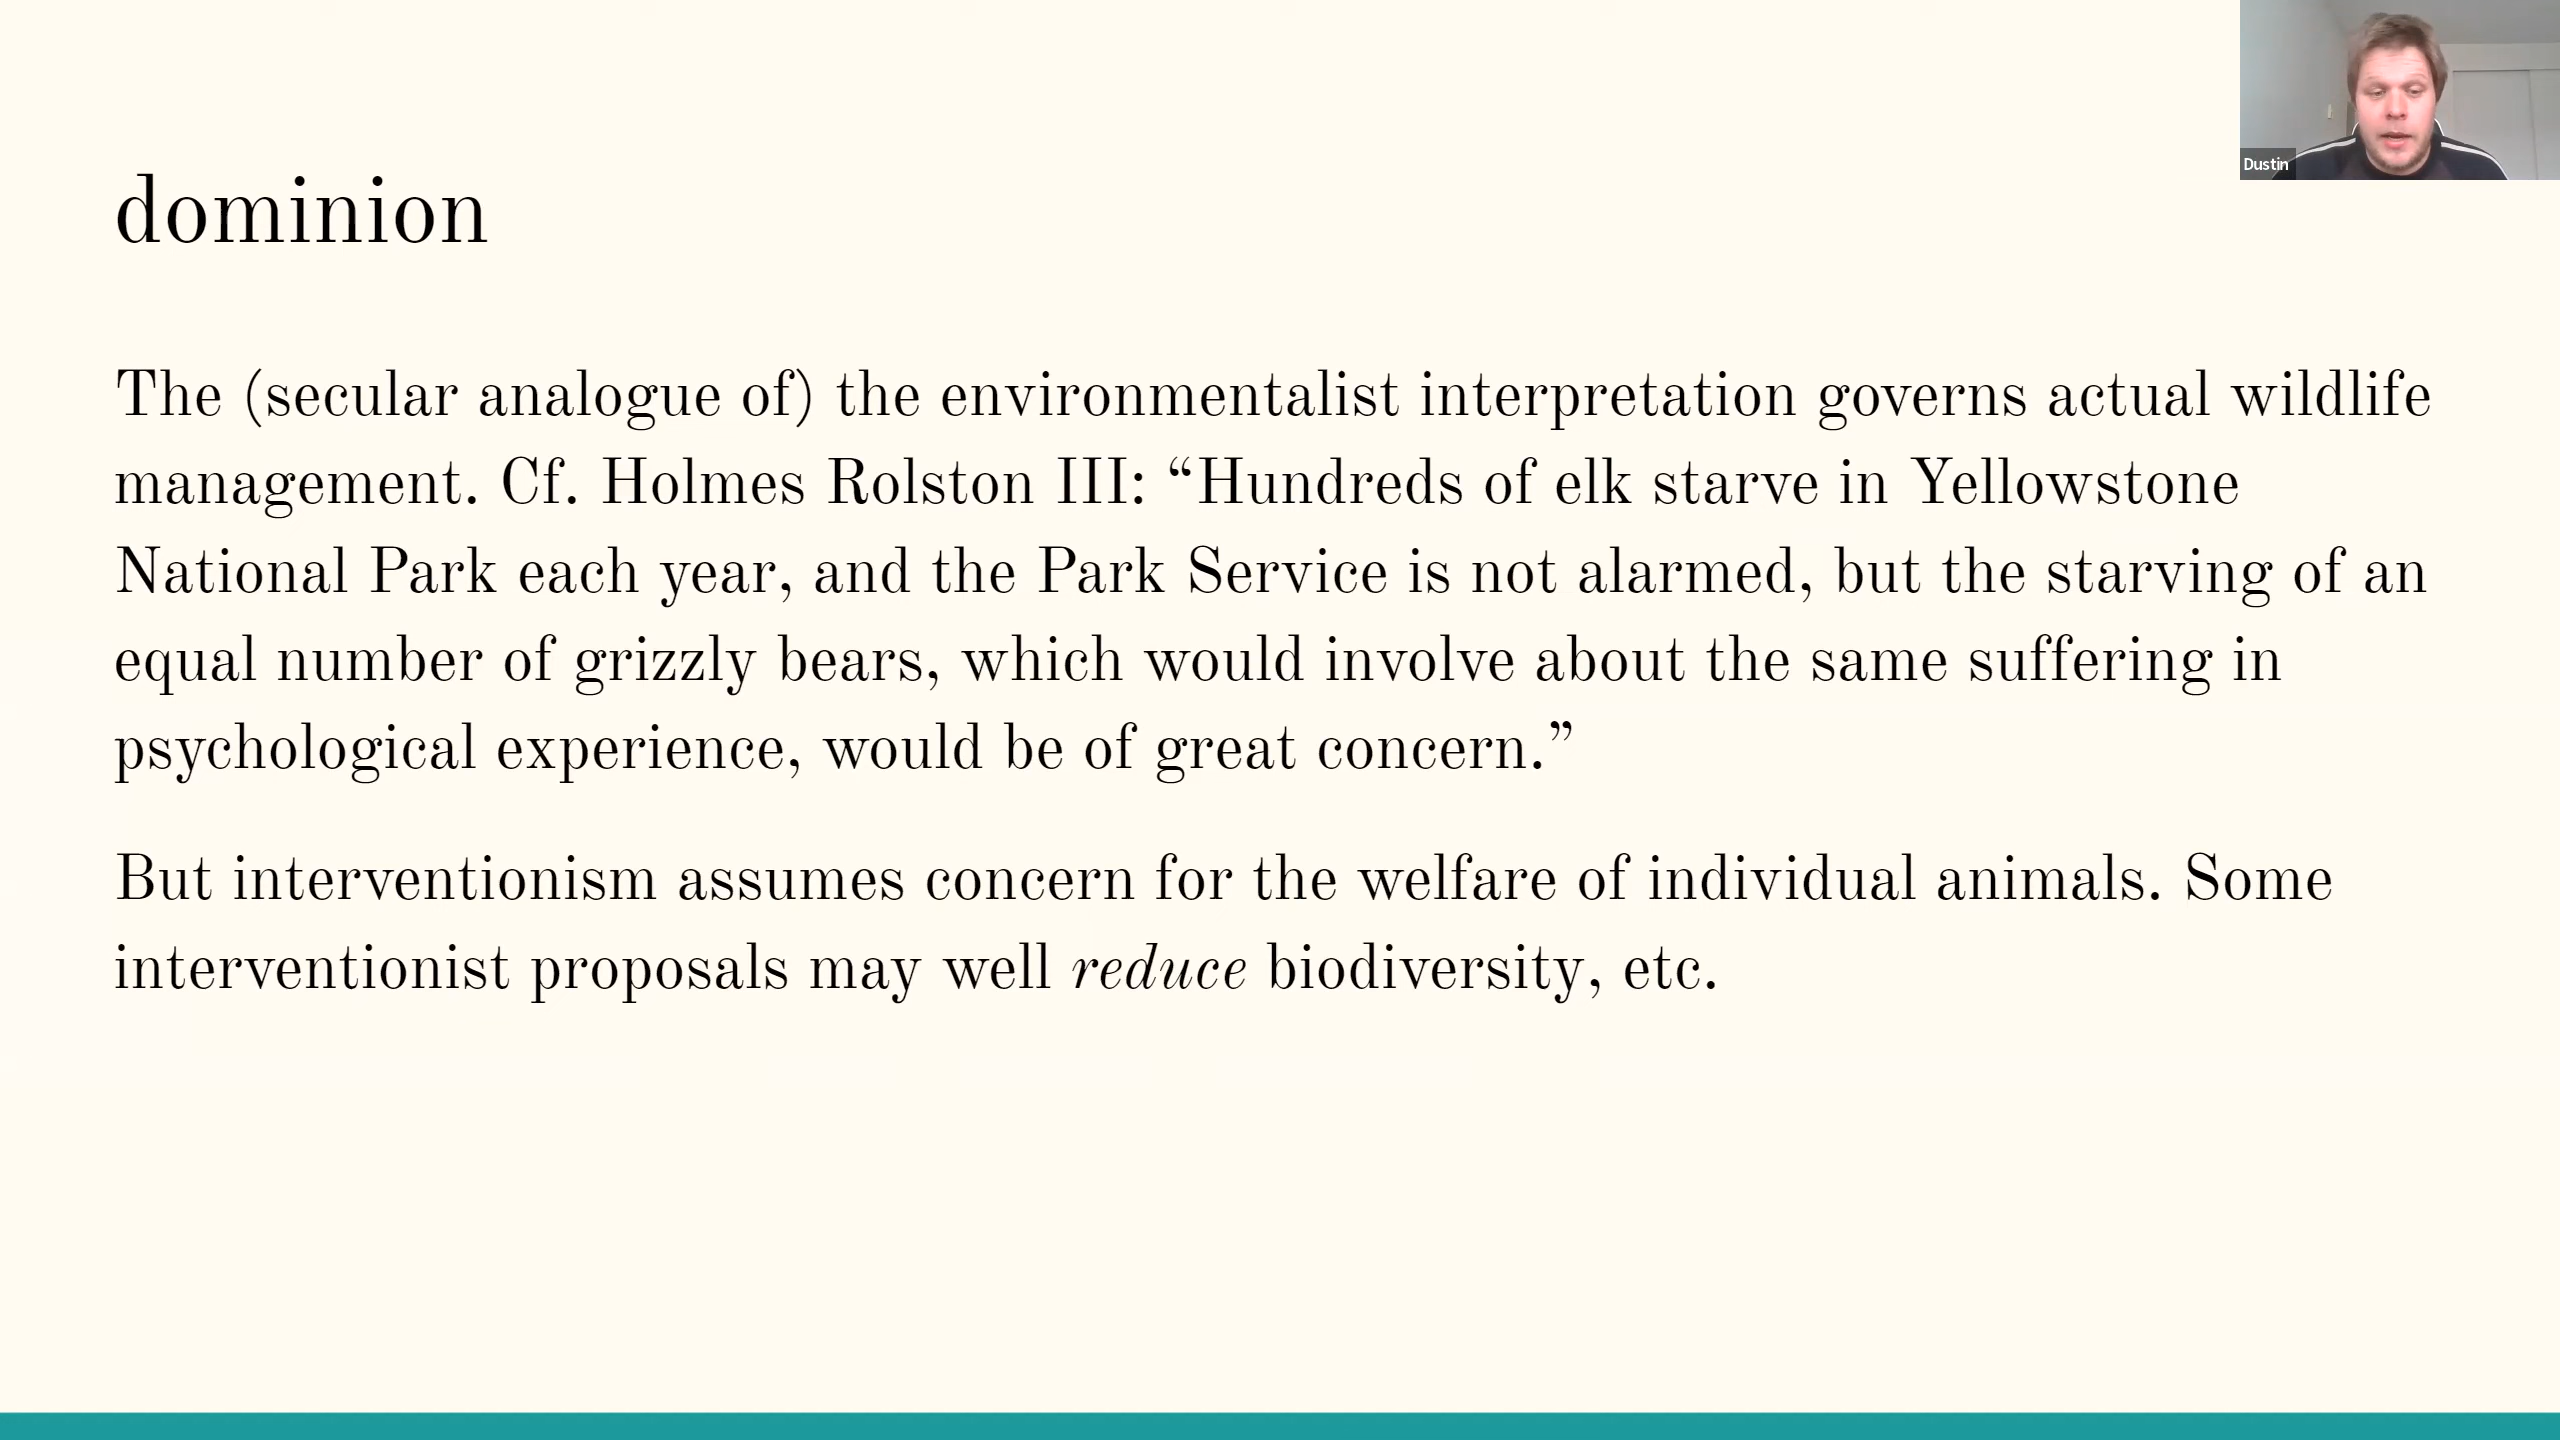 Dustin
dominion
The (secular analogue of) the environmentalist interpretation governs actual wildlife
management. Cf. Holmes Rolston III: “Hundreds of elk starve in Yellowstone
National Park each year, and the Park Service is not alarmed, but the starving of an
equal number of grizzly bears, which would involve about the same suffering in
psychological experience, would be of great concern.”
But interventionism assumes concern for the welfare of individual animals. Some
interventionist proposals may well reduce biodiversity, etc.